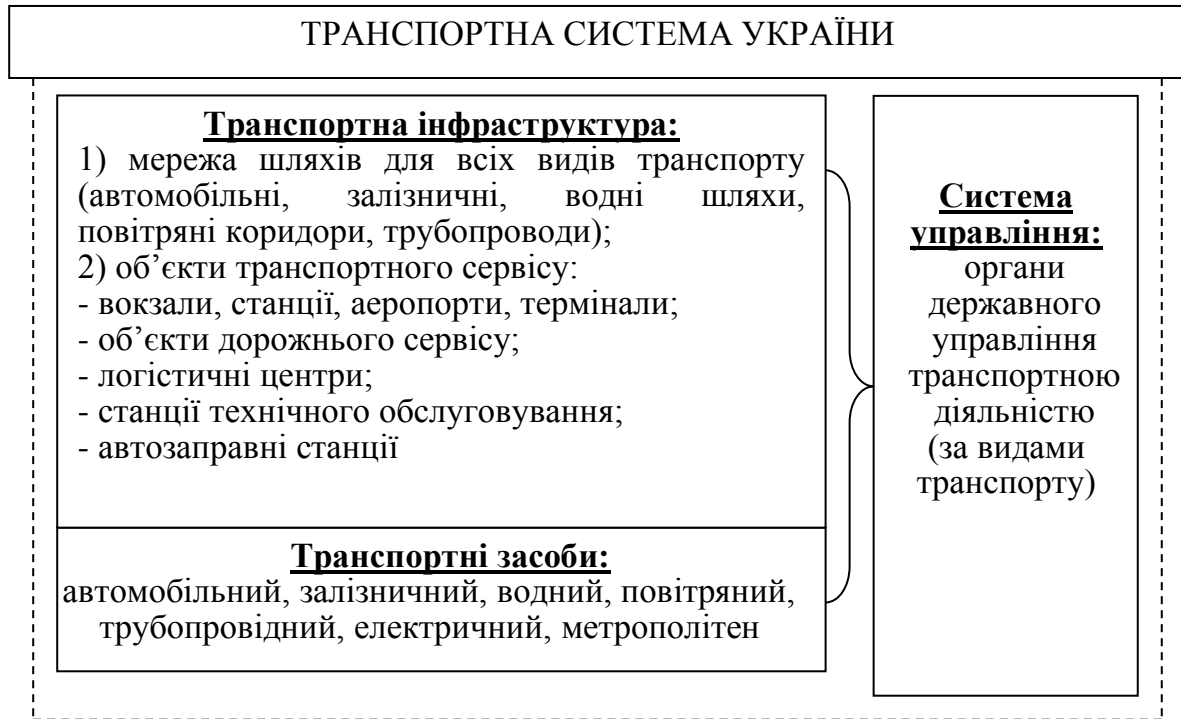 ТРАНСПОРТНА СИСТЕМА УКРАЇНИ
Транспортна інфраструктура:
1) мережа шляхів для всіх видів транспорту
(автомобільні, залізничні, водні шляхи,
повітряні коридори, трубопроводи);
2) об’єкти транспортного сервісу:
- вокзали, станції, аеропорти, термінали;
- об’єкти дорожнього сервісу;
- логістичні центри;
- станції технічного обслуговування;
- автозаправні станції
Транспортні засоби:
автомобільний, залізничний, водний, повітряний,
трубопровідний, електричний, метрополітен
Система
управління:
органи
державного
управління
транспортною
діяльністю
(за видами
транспорту)